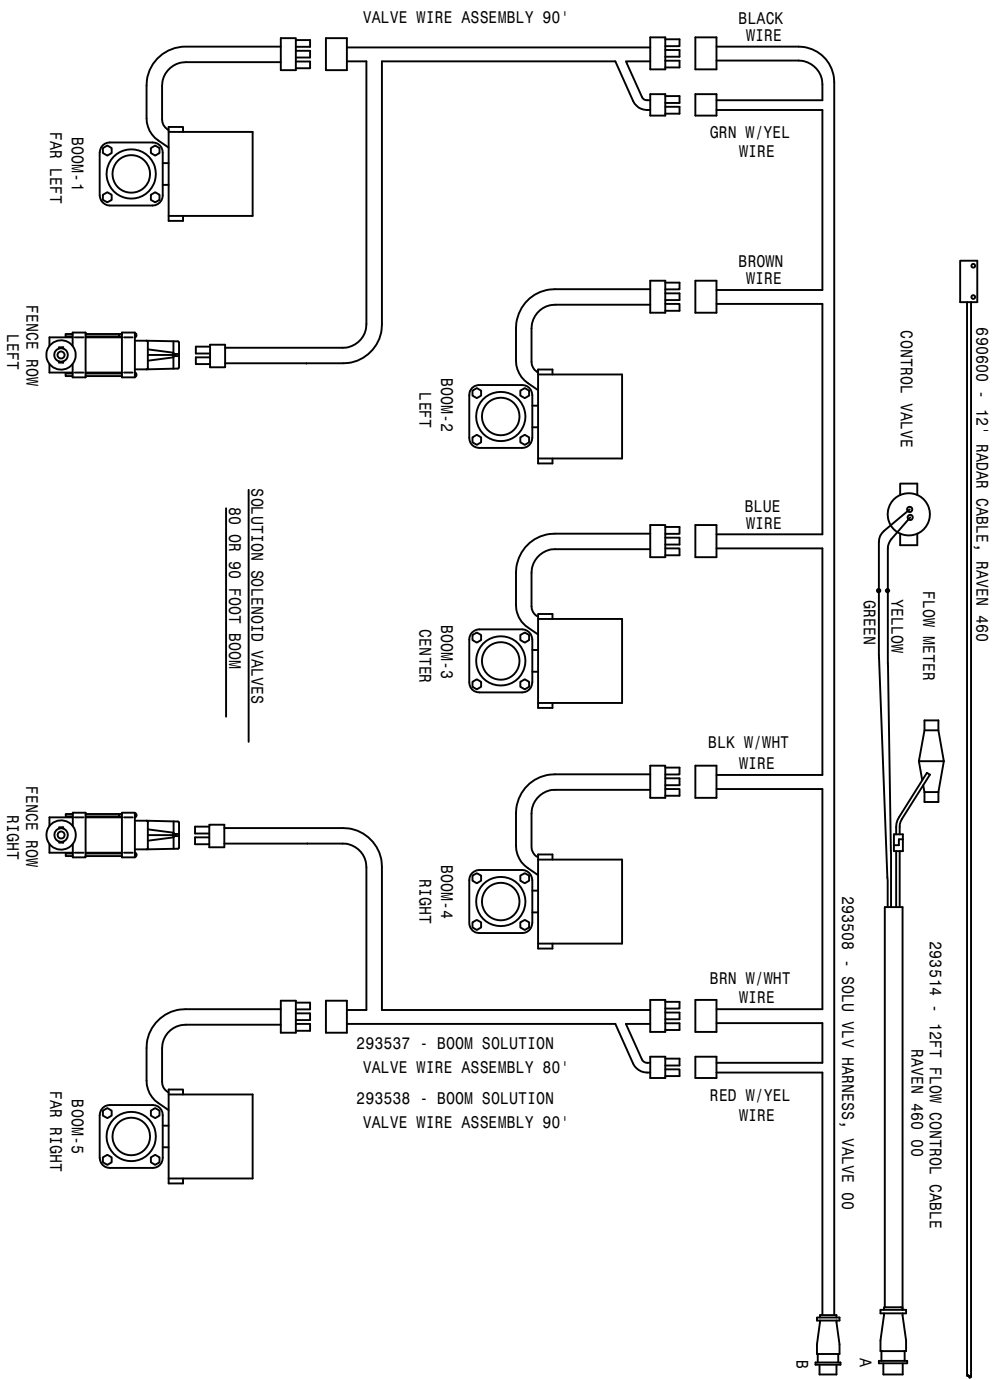 VALVE WIRE ASSEMBLY 90'
BLACK
WIRE
GRN W/YEL
WIRE
BOOM-1
FAR LEFT
BROWN
WIRE
690600 - 12' RADAR CABLE, RAVEN 460
CONTROL VALVE
FENCE ROW
LEFT
BOOM-2
LEFT
SOLUTION SOLENOID VALVES
80 OR 90 FOOT BOOM
BLUE
WIRE
YELLOW
GREEN
FLOW METER
BOOM-3
CENTER
BLK W/WHT
WIRE
FENCE ROW
RIGHT
BOOM-4
RIGHT
293508 - SOLU VLV HARNESS, VALVE 00
293514 - 12FT FLOW CONTROL CABLE
RAVEN 460 00
BRN W/WHT
WIRE
293537 - BOOM SOLUTION
VALVE WIRE ASSEMBLY 80'
293538 - BOOM SOLUTION
VALVE WIRE ASSEMBLY 90'
RED W/YEL
WIRE
BOOM-5
FAR RIGHT
A
B